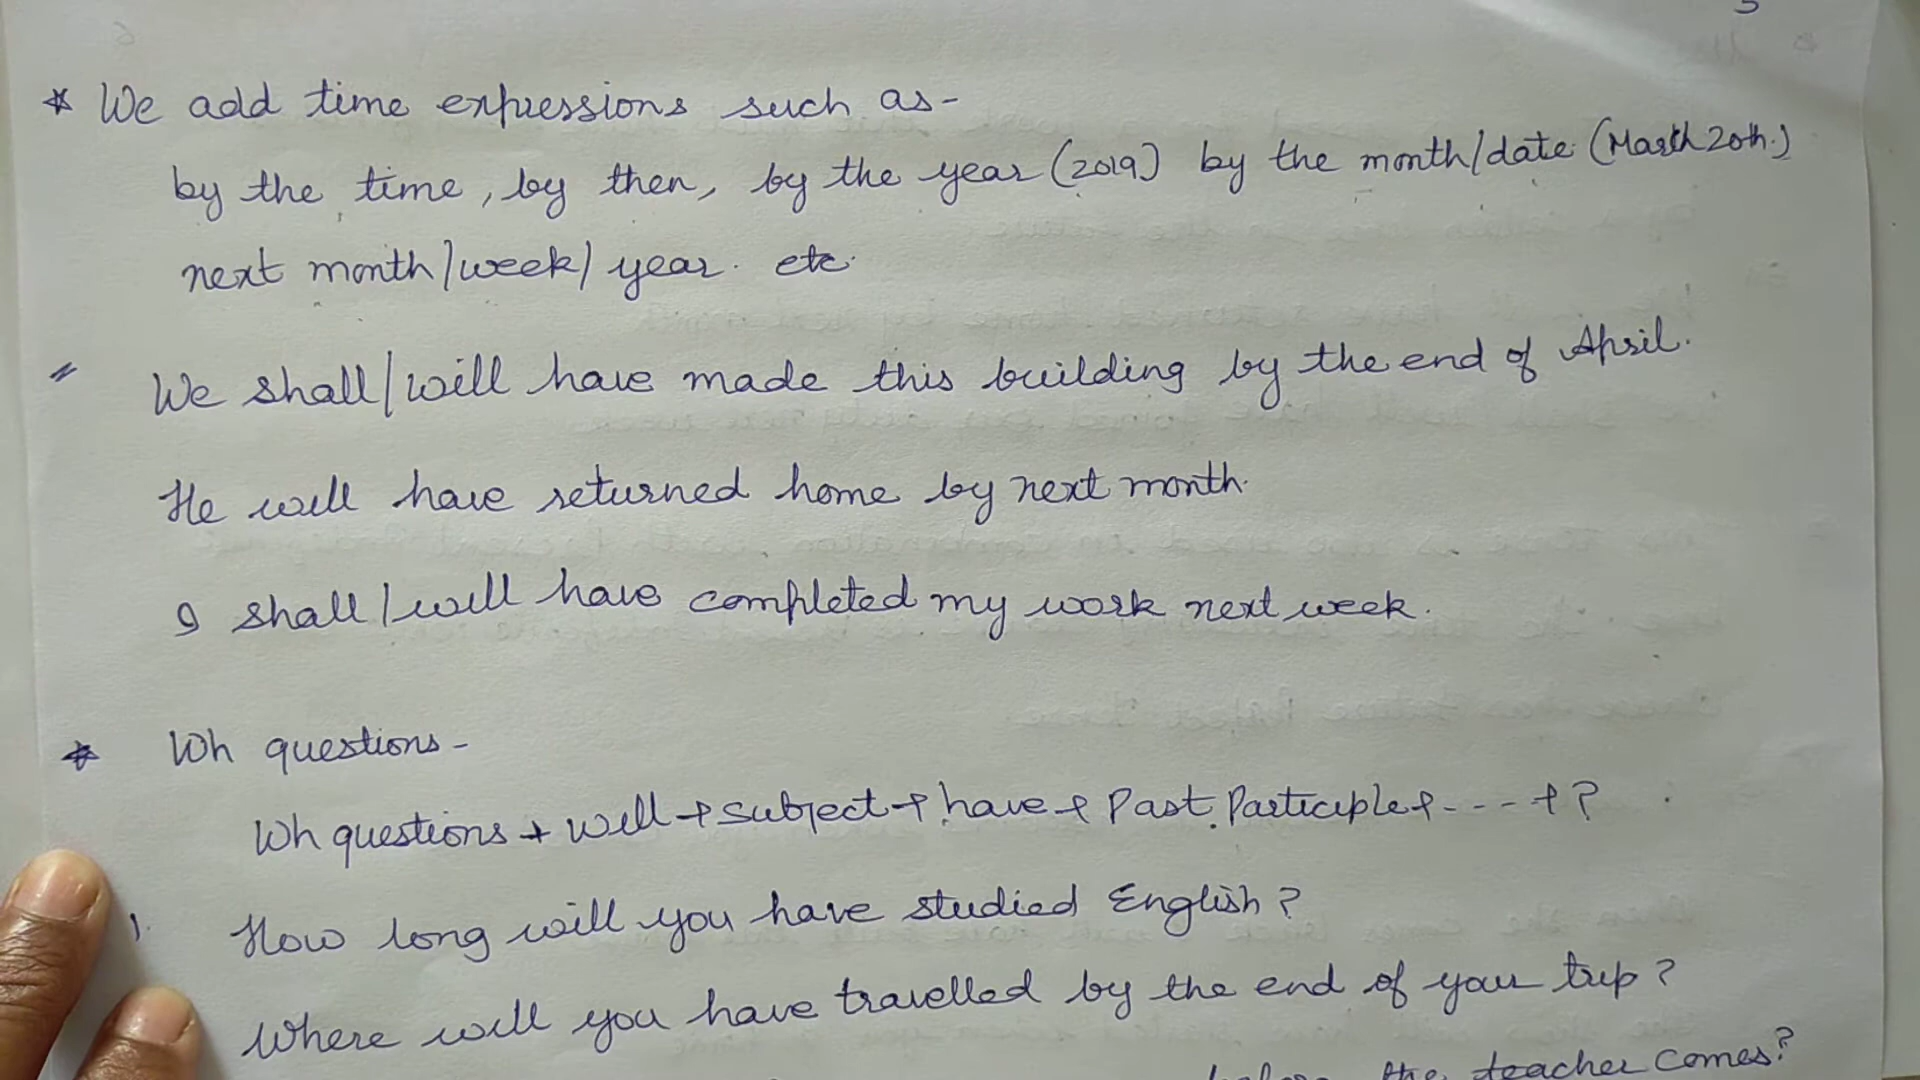 * We add time expressions such as-
by the time, by then, by the year (2019) by the month/date (March 20th.)
next month/week/year. etc.
" We shall/will have made this building by the end of April.
He will have returned home by next month.
I shall/will have completed my work next week.
* Wh questions-
Wh questions + will + subject + have + Past Participle + ---- + ?
1. How long will you have studied English?
Where will you have travelled by the end of your trip?
before the teacher comes?